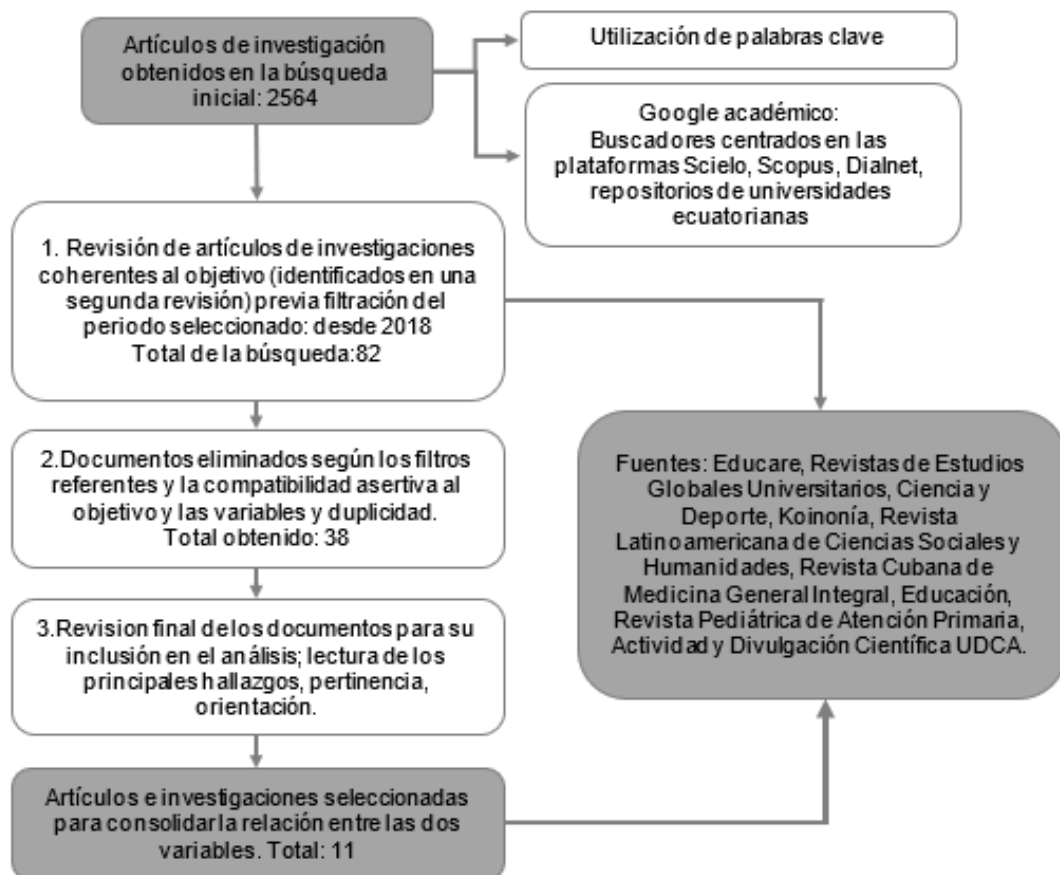 Artículos de investigación
obtenidos en la búsqueda
inicial: 2564
Utilización de palabras clave
Google académico:
Buscadores centrados en las
plataformas Scielo, Scopus, Dialnet,
repositorios de universidades
ecuatorianas
1. Revisión de artículos de investigaciones
coherentes al objetivo (identificados en una
segunda revisión) previa filtración del
periodo seleccionado: desde 2018
Total de la búsqueda:82
2.Documentos eliminados según los filtros
referentes y la compatibilidad asertiva al
objetivo y las variables y duplicidad.
Total obtenido: 38
3.Revision final de los documentos para su
inclusión en el análisis; lectura de los
principales hallazgos, pertinencia,
orientación.
Artículos e investigaciones seleccionadas
para consolidar la relación entre las dos
variables. Total: 11
Fuentes: Educare, Revistas de Estudios
Globales Universitarios, Ciencia y
Deporte, Koinonía, Revista
Latinoamericana de Ciencias Sociales y
Humanidades, Revista Cubana de
Medicina General Integral, Educación,
Revista Pediátrica de Atención Primaria,
Actividad y Divulgación Científica UDCA.